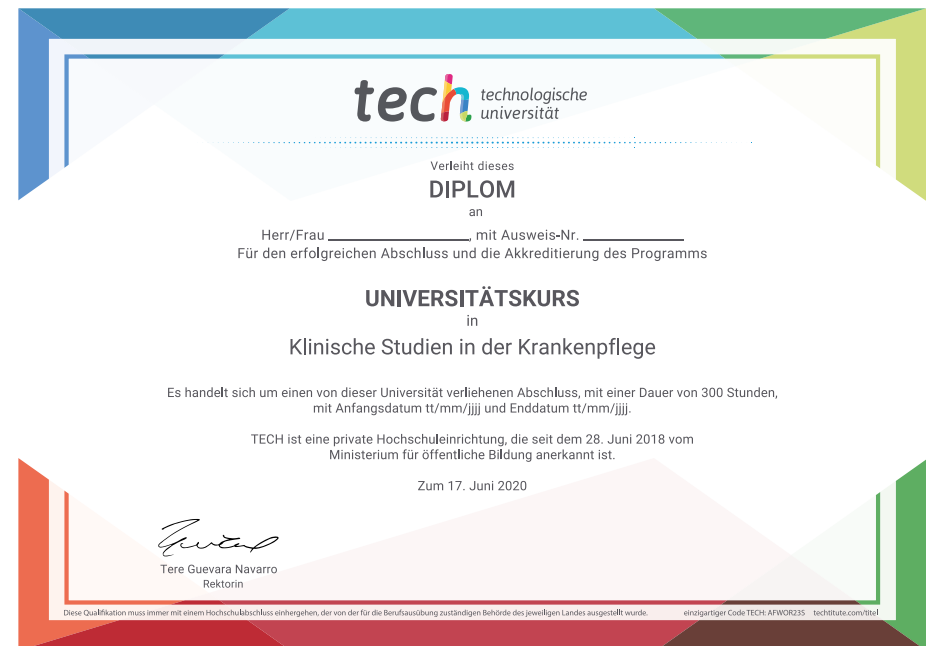 tech technologische
universität
Verleiht dieses
DIPLOM
an
Herr/Frau ____________, mit Ausweis-Nr. ____________
Für den erfolgreichen Abschluss und die Akkreditierung des Programms
UNIVERSITÄTSKURS
in
Klinische Studien in der Krankenpflege
Es handelt sich um einen von dieser Universität verliehenen Abschluss, mit einer Dauer von 300 Stunden,
mit Anfangsdatum tt/mm/jjjj und Enddatum tt/mm/jjjj.
TECH ist eine private Hochschuleinrichtung, die seit dem 28. Juni 2018 vom
Ministerium für öffentliche Bildung anerkannt ist.
Zum 17. Juni 2020
Tere Guevara Navarro
Rektorin
Diese Qualifikation muss immer mit einem Hochschulabschluss einhergehen, der von der für die Berufsausübung zuständigen Behörde des jeweiligen Landes ausgestellt wurde. einzigartiger Code TECH: AFWOR23S techtitute.com/titel